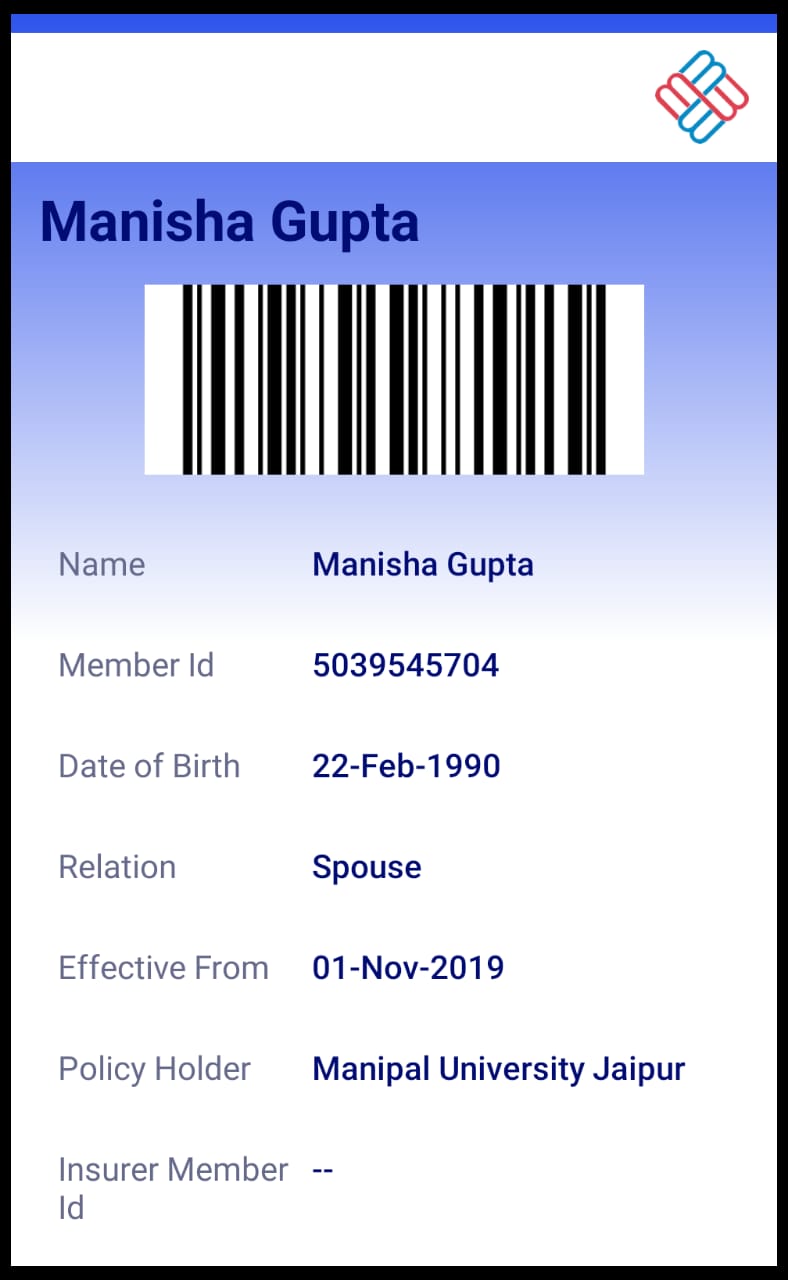 Manisha Gupta
Name Manisha Gupta
Member Id 5039545704
Date of Birth 22-Feb-1990
Relation Spouse
Effective From 01-Nov-2019
Policy Holder Manipal University Jaipur
Insurer Member --
Id